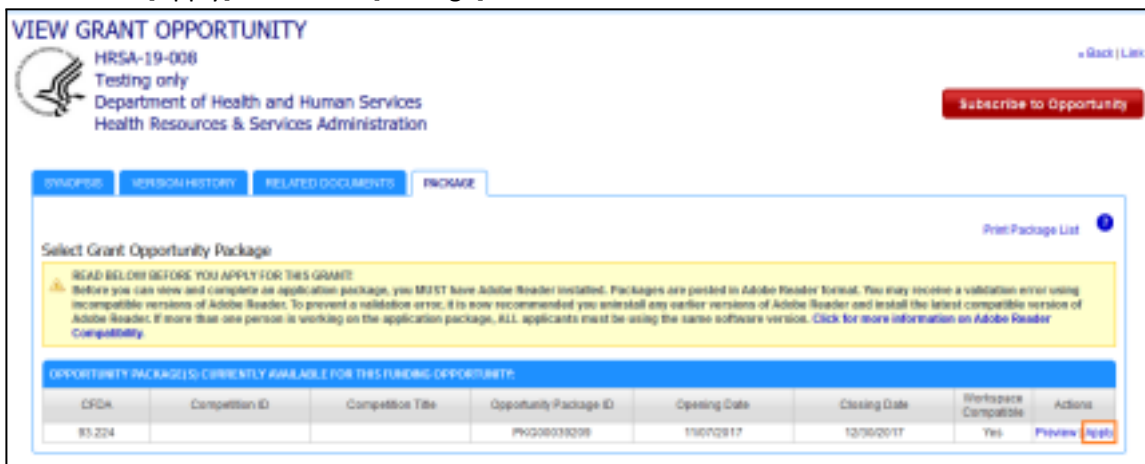 VIEW GRANT OPPORTUNITY
HRSA-19-008
Testing only
Department of Health and Human Services
Health Resources & Services Administration
« Back | Link
Subscribe to Opportunity
SYNOPSIS VERSION HISTORY RELATED DOCUMENTS PACKAGE
Print Package List ?
Select Grant Opportunity Package
READ BELOW BEFORE YOU APPLY FOR THIS GRANT!
Before you can view and complete an application package, you MUST have Adobe Reader installed. Packages are posted in Adobe Reader format. You may receive a validation error using
incompatible versions of Adobe Reader. To prevent a validation error, it is now recommended you uninstall any earlier versions of Adobe Reader and install the latest compatible version of
Adobe Reader. If more than one person is working on the application package, ALL applicants must be using the same software version. Click for more information on Adobe Reader
Compatibility.
OPPORTUNITY PACKAGE(S) CURRENTLY AVAILABLE FOR THIS FUNDING OPPORTUNITY:
CFDA Competition ID Competition Title Opportunity Package ID Opening Date Closing Date Workspace Compatible Actions
93.224 11/07/2017 12/30/2017 Yes Preview | Apply